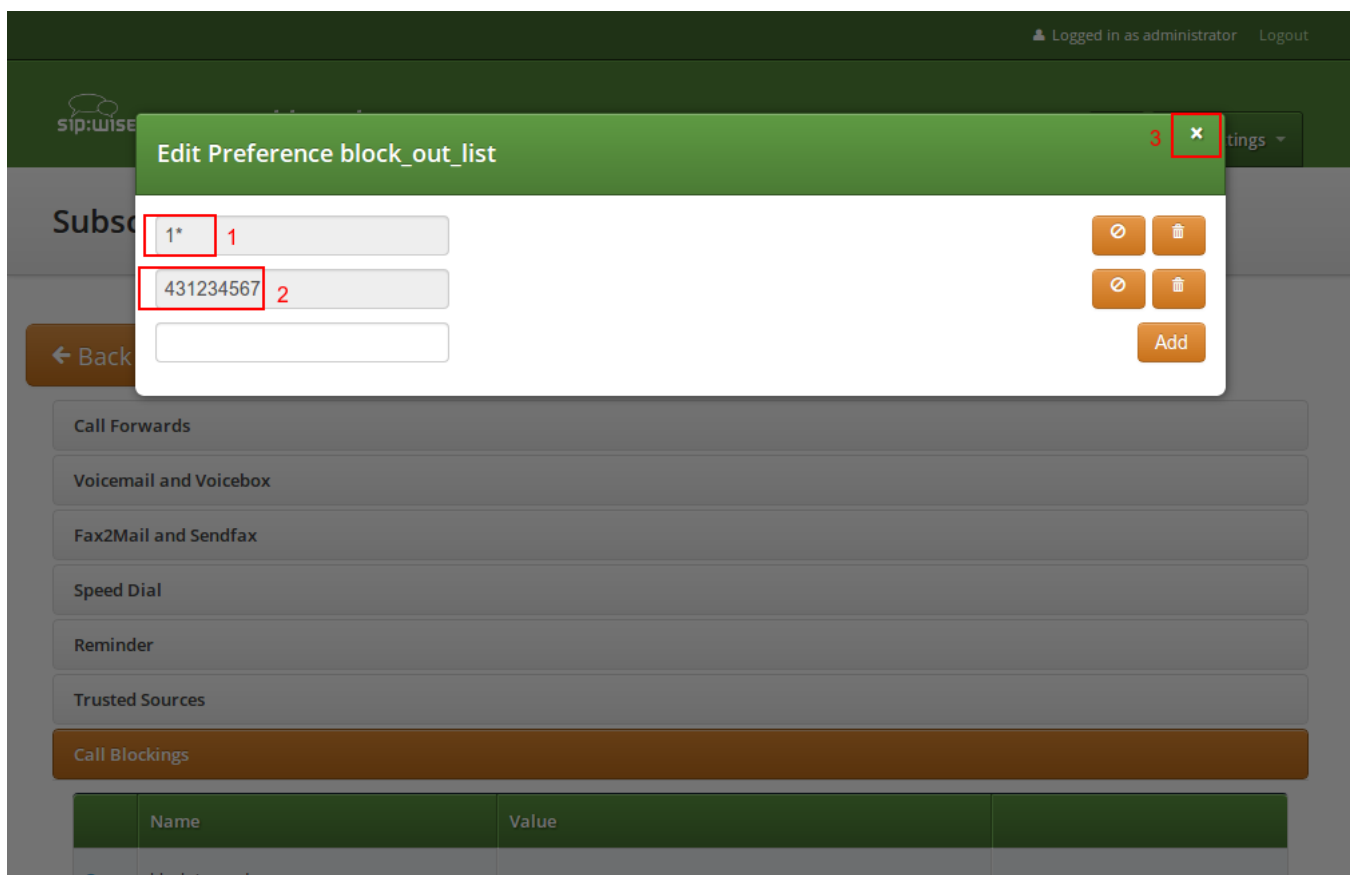 Logged in as administrator Logout
sip:wise
Edit Preference block_out_list
3 × tings
Subsc
1* 1
431234567 2
Back
Add
Call Forwards
Voicemail and Voicebox
Fax2Mail and Sendfax
Speed Dial
Reminder
Trusted Sources
Call Blockings
Name Value